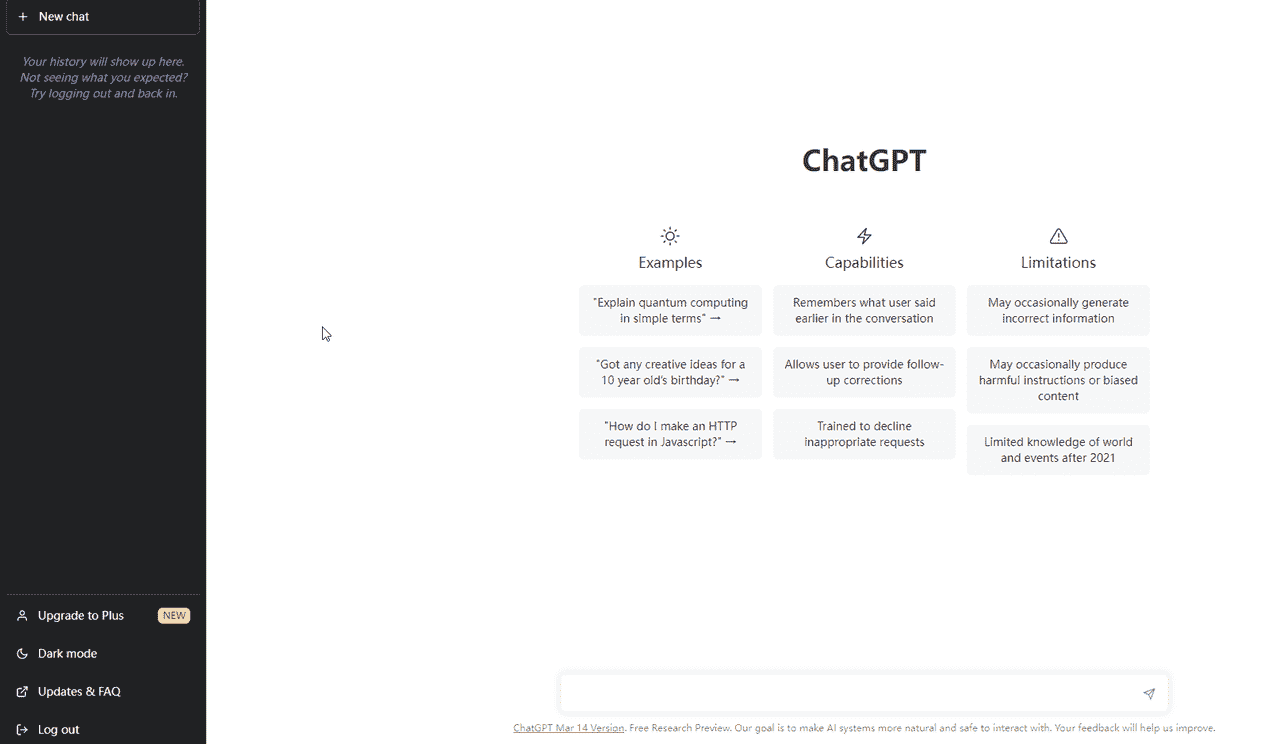 New chat
Your history will show up here.
Not seeing what you expected?
Try logging out and back in.
Upgrade to Plus NEW
Dark mode
Updates & FAQ
Log out
ChatGPT
Examples
"Explain quantum computing
in simple terms" →
"Got any creative ideas for a
10 year old's birthday?" →
"How do I make an HTTP
request in Javascript?" →
Capabilities
Remembers what user said
earlier in the conversation
Allows user to provide follow-
up corrections
Trained to decline
inappropriate requests
Limitations
May occasionally generate
incorrect information
May occasionally produce
harmful instructions or biased
content
Limited knowledge of world
and events after 2021
ChatGPT Mar 14 Version. Free Research Preview. Our goal is to make AI systems more natural and safe to interact with. Your feedback will help us improve.